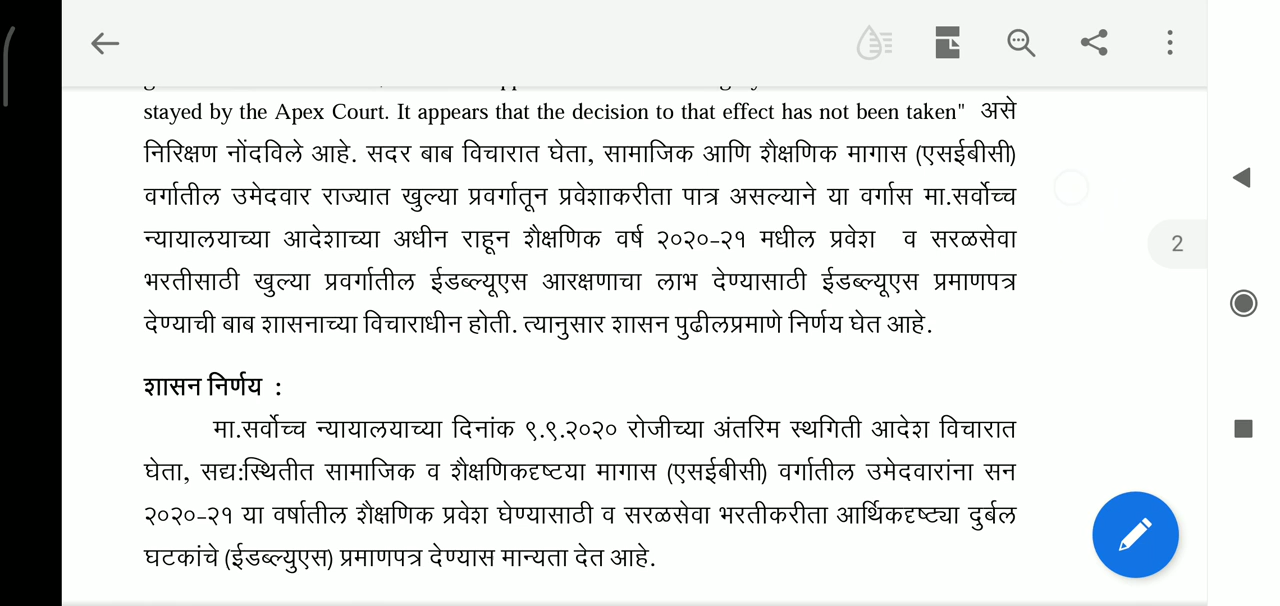 stayed by the Apex Court. It appears that the decision to that effect has not been taken" असे
निरिक्षण नोंदविले आहे. सदर बाब विचारात घेता, सामाजिक आणि शैक्षणिक मागास (एसईबीसी)
वर्गातील उमेदवार राज्यात खुल्या प्रवर्गातून प्रवेशाकरीता पात्र असल्याने या वर्गास मा.सर्वोच्च
न्यायालयाच्या आदेशाच्या अधीन राहून शैक्षणिक वर्ष २०२०-२१ मधील प्रवेश व सरळसेवा
2
भरतीसाठी खुल्या प्रवर्गातील ईडब्ल्यूएस आरक्षणाचा लाभ देण्यासाठी ईडब्ल्यूएस प्रमाणपत्र
देण्याची बाब शासनाच्या विचाराधीन होती. त्यानुसार शासन पुढीलप्रमाणे निर्णय घेत आहे.
शासन निर्णय :
मा.सर्वोच्च न्यायालयाच्या दिनांक ९.९.२०२० रोजीच्या अंतरिम स्थगिती आदेश विचारात
घेता, सद्य:स्थितीत सामाजिक व शैक्षणिकदृष्टया मागास (एसईबीसी) वर्गातील उमेदवारांना सन
२०२०-२१ या वर्षातील शैक्षणिक प्रवेश घेण्यासाठी व सरळसेवा भरतीकरीता आर्थिकदृष्ट्या दुर्बल
घटकांचे (ईडब्ल्युएस) प्रमाणपत्र देण्यास मान्यता देत आहे.